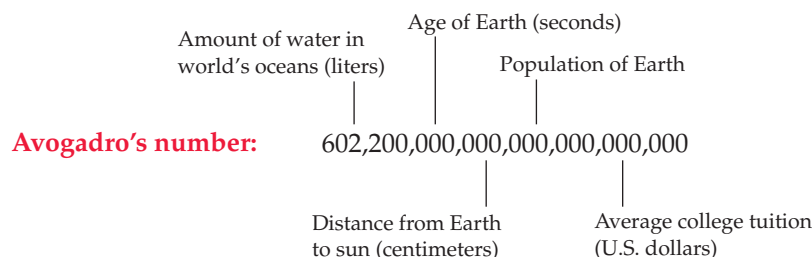 Age of Earth (seconds)
Amount of water in
world's oceans (liters)
Population of Earth
Avogadro's number:
602,200,000,000,000,000,000,000
Distance from Earth
to sun (centimeters)
Average college tuition
(U.S. dollars)